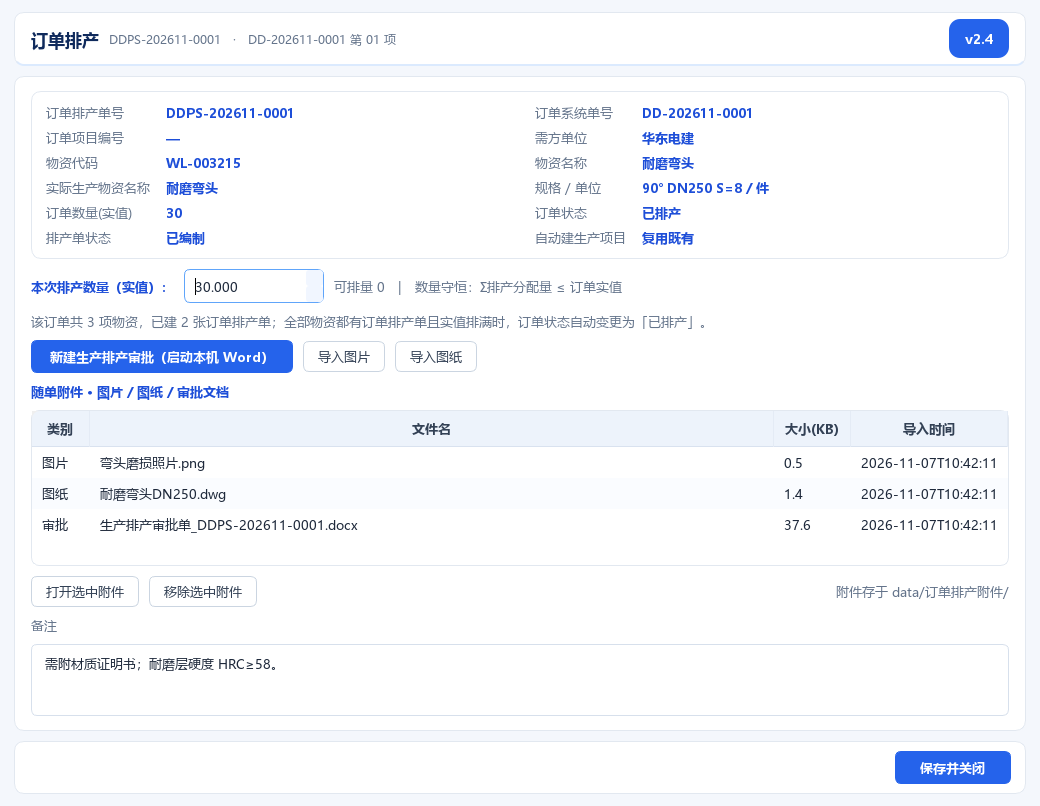 订单排产 DDPS-202611-0001 · DD-202611-0001 第 01 项 v2.4
订单排产单号 DDPS-202611-0001 订单系统单号 DD-202611-0001
订单项目编号 — 需方单位 华东电建
物资代码 WL-003215 物资名称 耐磨弯头
实际生产物资名称 耐磨弯头 规格 / 单位 90° DN250 S=8 / 件
订单数量(实值) 30 订单状态 已排产
排产单状态 已编制 自动建生产项目 复用既有
本次排产数量（实值）： 30.000 可排量 0 | 数量守恒：Σ排产分配量 ≤ 订单实值
该订单共 3 项物资，已建 2 张订单排产单；全部物资都有订单排产单且实值排满时，订单状态自动变更为「已排产」。
新建生产排产审批（启动本机 Word） 导入图片 导入图纸
随单附件 • 图片 / 图纸 / 审批文档
类别 文件名 大小(KB) 导入时间
图片 弯头磨损照片.png 0.5 2026-11-07T10:42:11
图纸 耐磨弯头DN250.dwg 1.4 2026-11-07T10:42:11
审批 生产排产审批单_DDPS-202611-0001.docx 37.6 2026-11-07T10:42:11
打开选中附件 移除选中附件 附件存于 data/订单排产附件/
备注
需附材质证明书；耐磨层硬度 HRC≥58。
保存并关闭